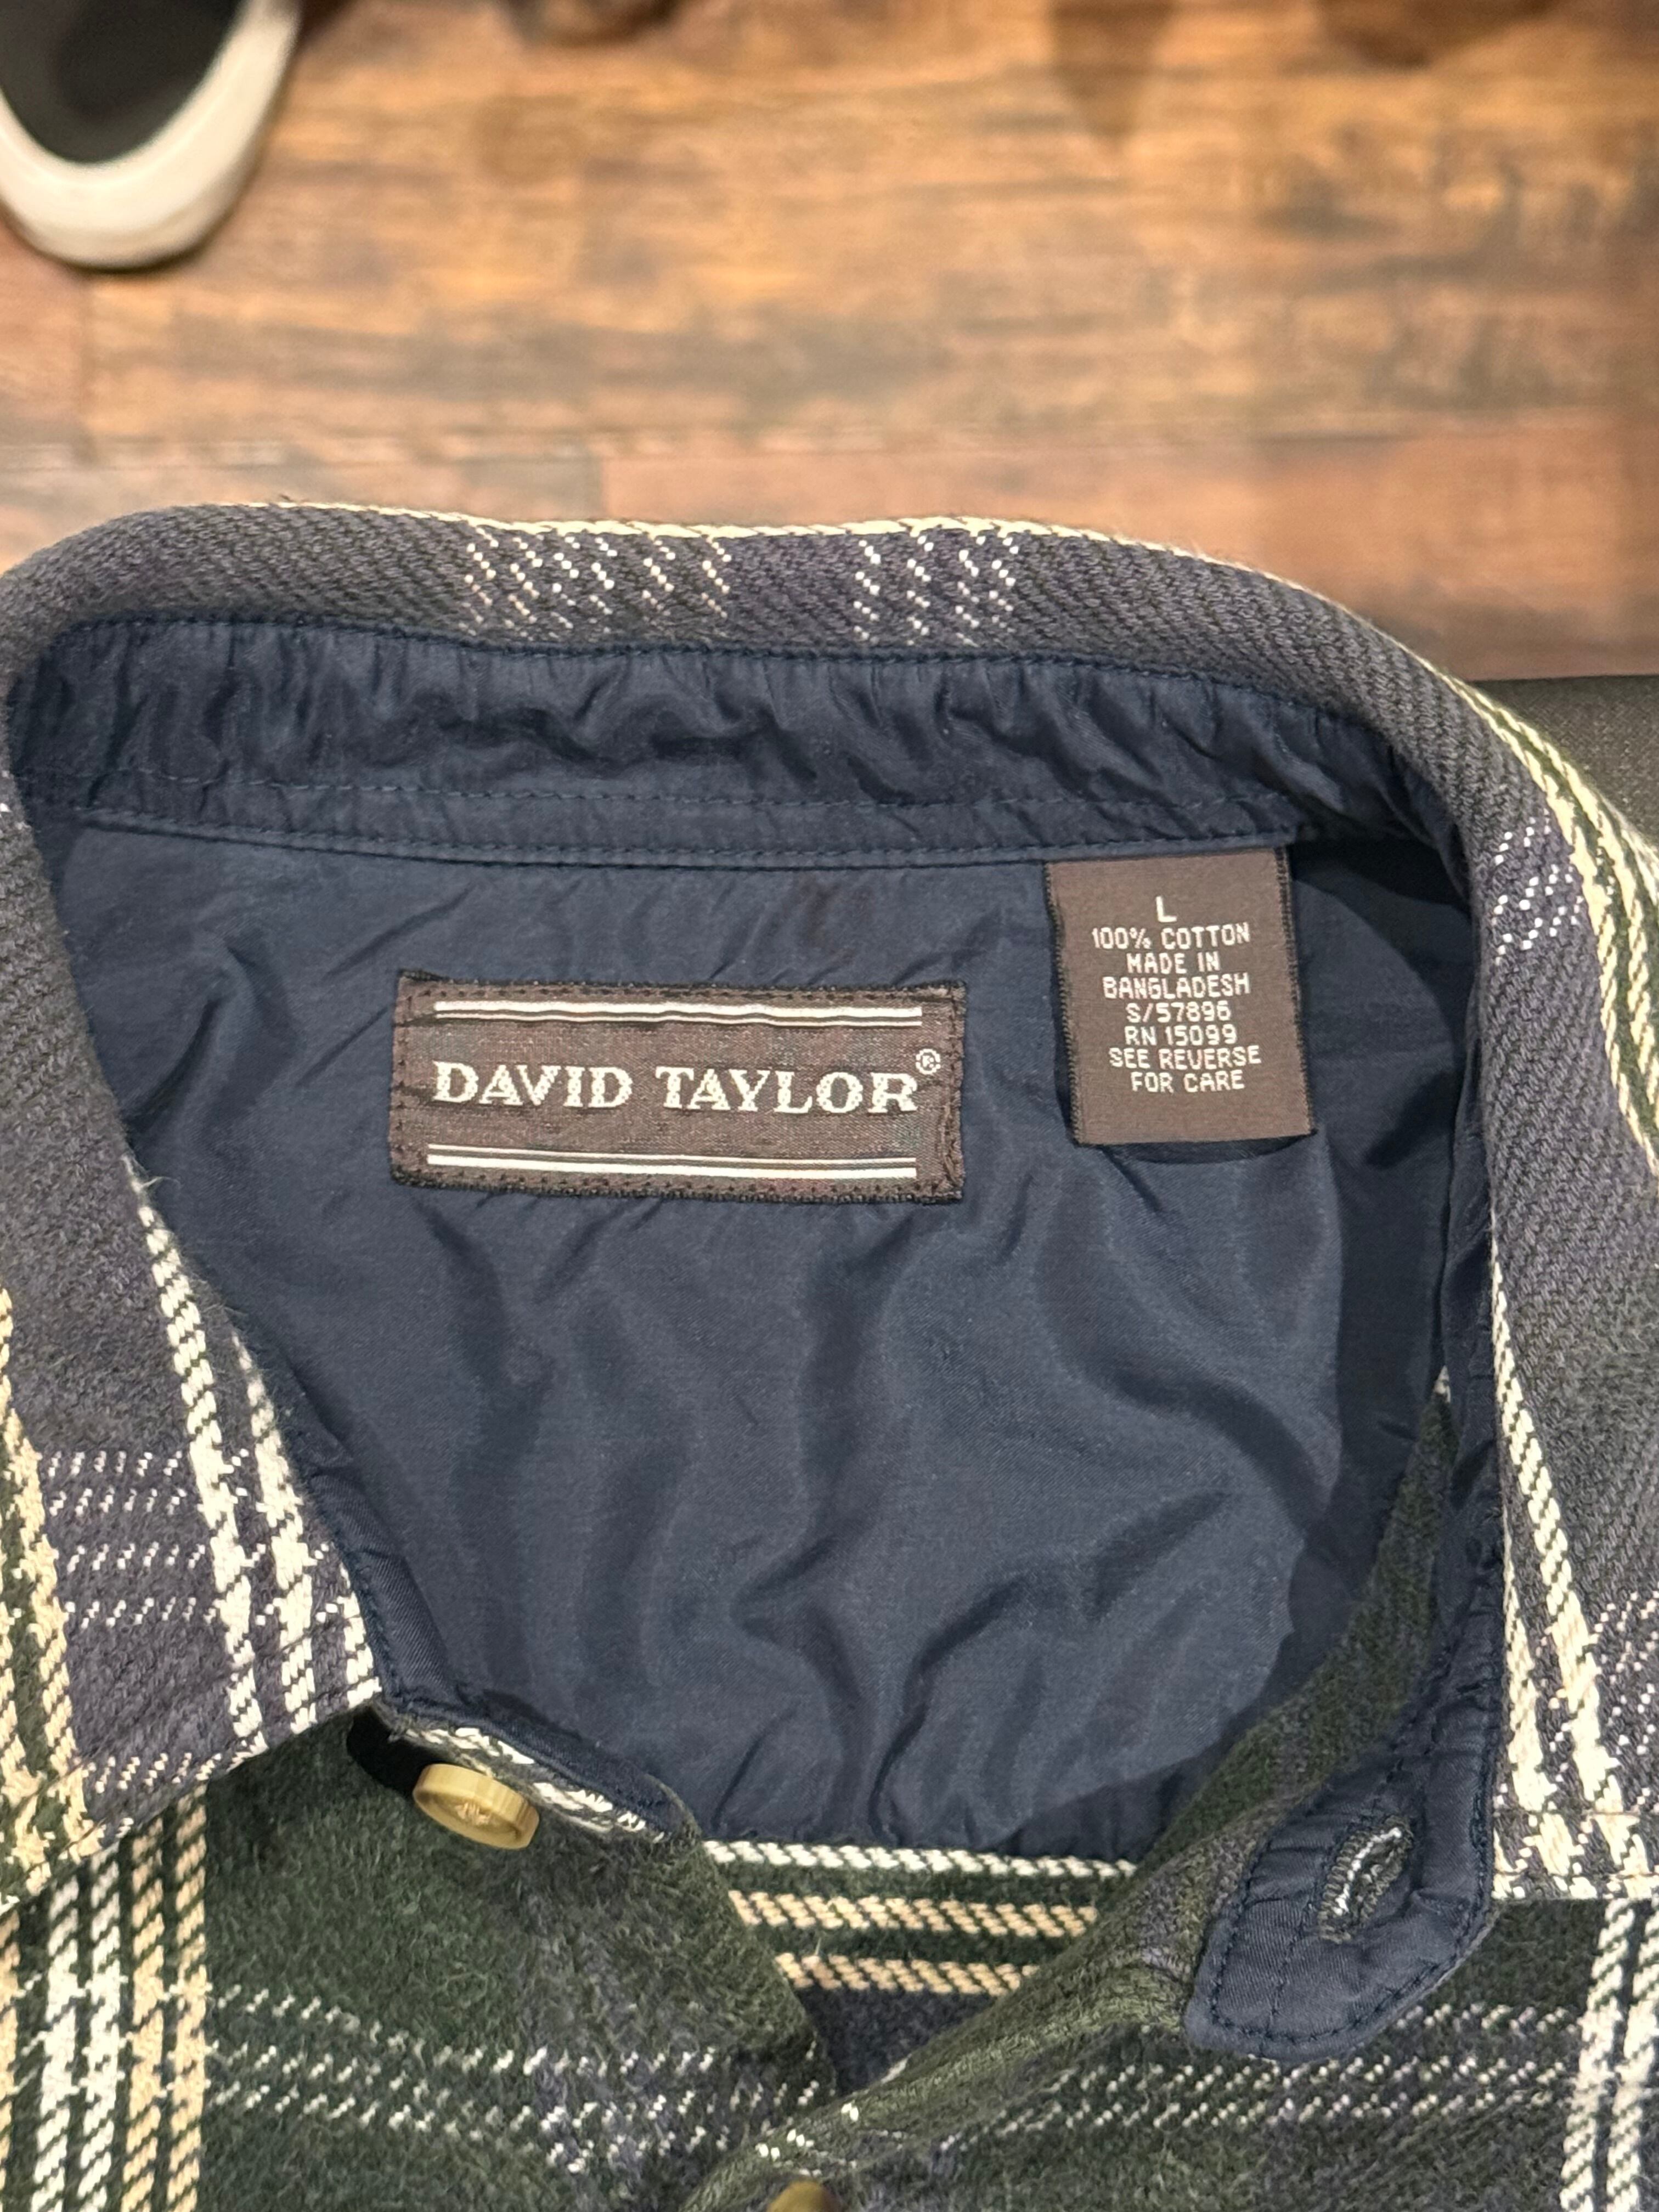 DAVID TAYLOR®
L
100% COTTON
MADE IN
BANGLADESH
S/57896
RN 15099
SEE REVERSE
FOR CARE